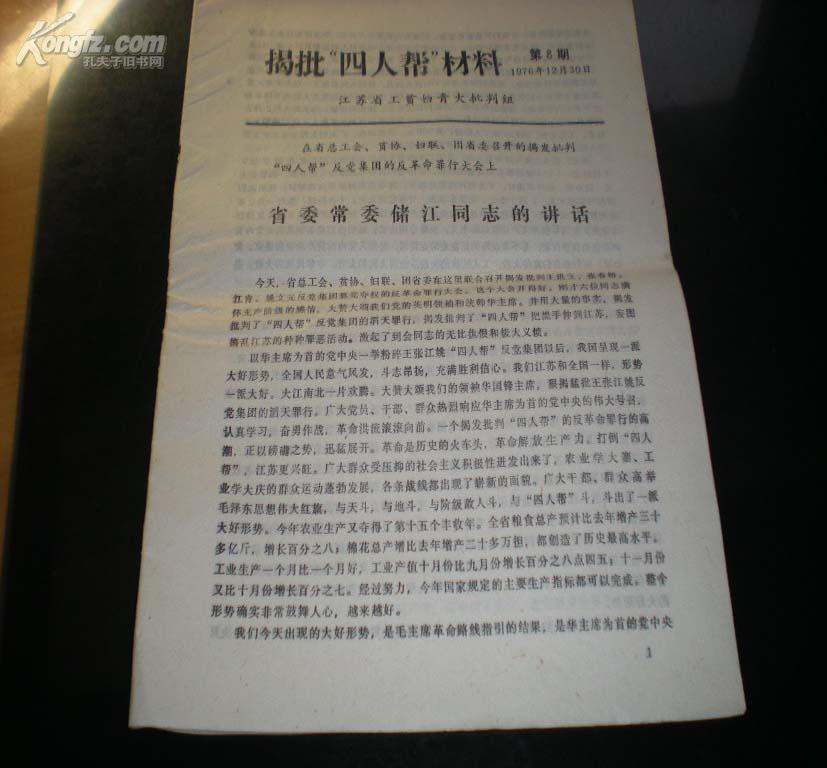 Kongfz.com
孔夫子旧书网
揭批“四人帮”材料
第8期
1976年12月30日
江苏省工贫妇青大批判组
在省总工会、贫协、妇联、团省委召开的揭发批判
“四人帮”反党集团的反革命罪行大会上
省委常委储江同志的讲话
今天,省总工会、贫协、妇联、团省委在这里联合召开揭发批判王洪文、张春桥、
江青、姚文元反党集团篡党夺权的反革命罪行大会。这个大会开得好。刚才六位同志满
怀无产阶级的感情,大赞大颂我们党的英明领袖和统帅华主席,并用大量的事实,揭发
批判了“四人帮”反党集团的滔天罪行,揭发批判了“四人帮”把黑手伸到江苏,妄图
搞乱江苏的种种罪恶活动。激起了到会同志的无比仇恨和极大义愤。
以华主席为首的党中央一举粉碎王张江姚“四人帮”反党集团以后,我国呈现一派
大好形势,全国人民意气风发,斗志昂扬,充满胜利信心。我们江苏和全国一样,形势
一派大好。大江南北一片欢腾。大赞大颂我们的领袖华国锋主席,狠揭猛批王张江姚反
党集团的滔天罪行。广大党员、干部、群众热烈响应华主席为首的党中央的伟大号召,
认真学习,奋勇作战,革命洪流滚滚向前。一个揭发批判“四人帮”的反革命罪行的高
潮,正以磅礴之势,迅猛展开。革命是历史的火车头,革命解放生产力。打倒“四人
帮”,江苏更兴旺。广大群众受压抑的社会主义积极性迸发出来了,农业学大寨、工
业学大庆的群众运动蓬勃发展,各条战线都出现了崭新的面貌。广大干部、群众高举
毛泽东思想伟大红旗,与天斗,与地斗,与阶级敌人斗,与“四人帮”斗,斗出了一派
大好形势。今年农业生产又夺得了第十五个丰收年。全省粮食总产预计比去年增产三十
多亿斤,增长百分之八;棉花总产增比去年增产二十多万担,都创造了历史最高水平。
工业生产一个月比一个月好,工业产值十月份比九月份增长百分之八点四五;十一月份
又比十月份增长百分之七。经过努力,今年国家规定的主要生产指标都可以完成。整个
形势确实非常鼓舞人心,越来越好。
我们今天出现的大好形势,是毛主席革命路线指引的结果,是华主席为首的党中央
1